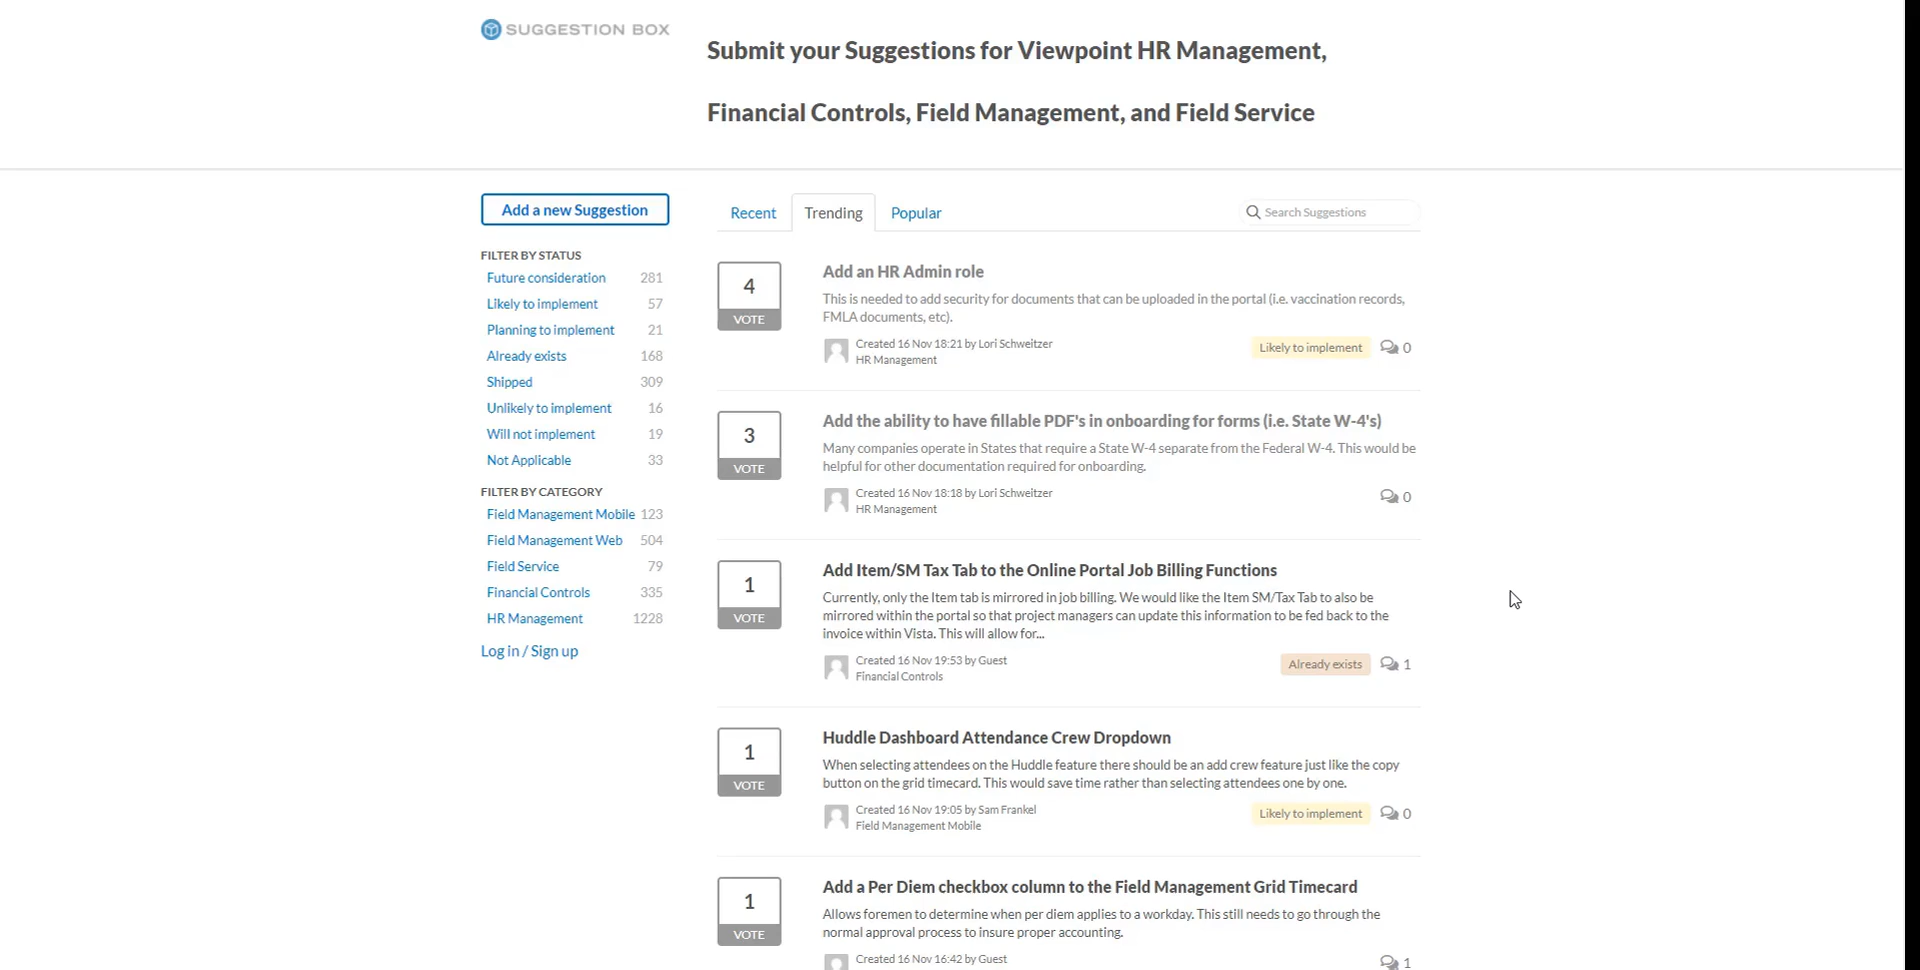 SUGGESTION BOX
Submit your Suggestions for Viewpoint HR Management,
Financial Controls, Field Management, and Field Service
Add a new Suggestion
FILTER BY STATUS
Future consideration 281
Likely to implement 57
Planning to implement 21
Already exists 168
Shipped 309
Unlikely to implement 16
Will not implement 19
Not Applicable 33
FILTER BY CATEGORY
Field Management Mobile 123
Field Management Web 504
Field Service 79
Financial Controls 335
HR Management 1228
Log in / Sign up
Recent Trending Popular Search Suggestions
4
VOTE
Add an HR Admin role
This is needed to add security for documents that can be uploaded in the portal (i.e. vaccination records,
FMLA documents, etc).
Created 16 Nov 18:21 by Lori Schweitzer
HR Management
Likely to implement 0
3
VOTE
Add the ability to have fillable PDF's in onboarding for forms (i.e. State W-4's)
Many companies operate in States that require a State W-4 separate from the Federal W-4. This would be
helpful for other documentation required for onboarding.
Created 16 Nov 18:18 by Lori Schweitzer
HR Management
0
1
VOTE
Add Item/SM Tax Tab to the Online Portal Job Billing Functions
Currently, only the Item tab is mirrored in job billing. We would like the Item SM/Tax Tab to also be
mirrored within the portal so that project managers can update this information to be fed back to the
invoice within Vista. This will allow for...
Created 16 Nov 19:53 by Guest
Financial Controls
Already exists 1
1
VOTE
Huddle Dashboard Attendance Crew Dropdown
When selecting attendees on the Huddle feature there should be an add crew feature just like the copy
button on the grid timecard. This would save time rather than selecting attendees one by one.
Created 16 Nov 19:05 by Sam Frankel
Field Management Mobile
Likely to implement 0
1
VOTE
Add a Per Diem checkbox column to the Field Management Grid Timecard
Allows foremen to determine when per diem applies to a workday. This still needs to go through the
normal approval process to insure proper accounting.
Created 16 Nov 16:42 by Guest
1